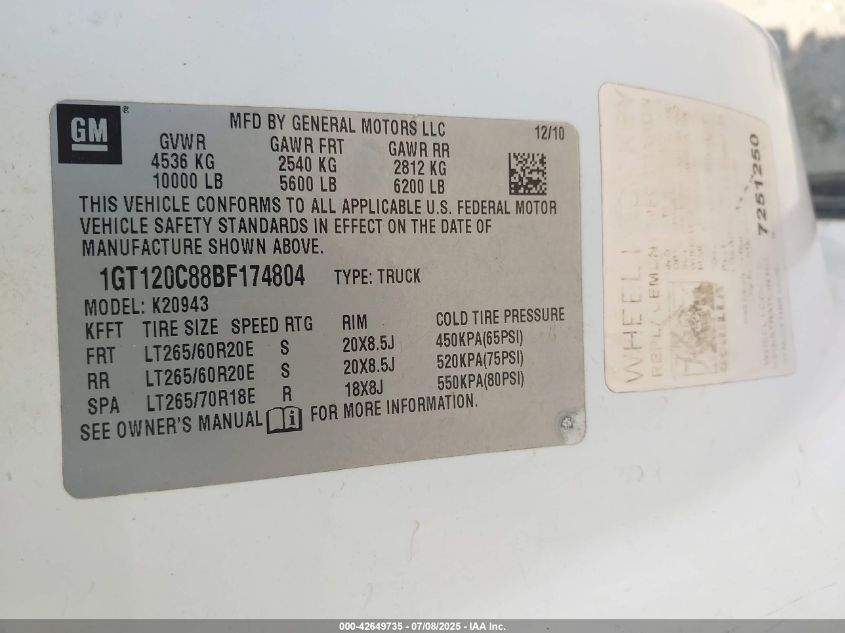 GM
®
MFD BY GENERAL MOTORS LLC 12/10
GVWR GAWR FRT GAWR RR
4536 KG 2540 KG 2812 KG
10000 LB 5600 LB 6200 LB
THIS VEHICLE CONFORMS TO ALL APPLICABLE U.S. FEDERAL MOTOR
VEHICLE SAFETY STANDARDS IN EFFECT ON THE DATE OF
MANUFACTURE SHOWN ABOVE.
1GT120C88BF174804 TYPE: TRUCK
MODEL: K20943
KFFT TIRE SIZE SPEED RTG RIM COLD TIRE PRESSURE
FRT LT265/60R20E S 20X8.5J 450KPA(65PSI)
RR LT265/60R20E S 20X8.5J 520KPA(75PSI)
SPA LT265/70R18E R 18X8J 550KPA(80PSI)
SEE OWNER'S MANUAL i FOR MORE INFORMATION.
7251250
000-42649735 - 07/08/2025 - IAA Inc.